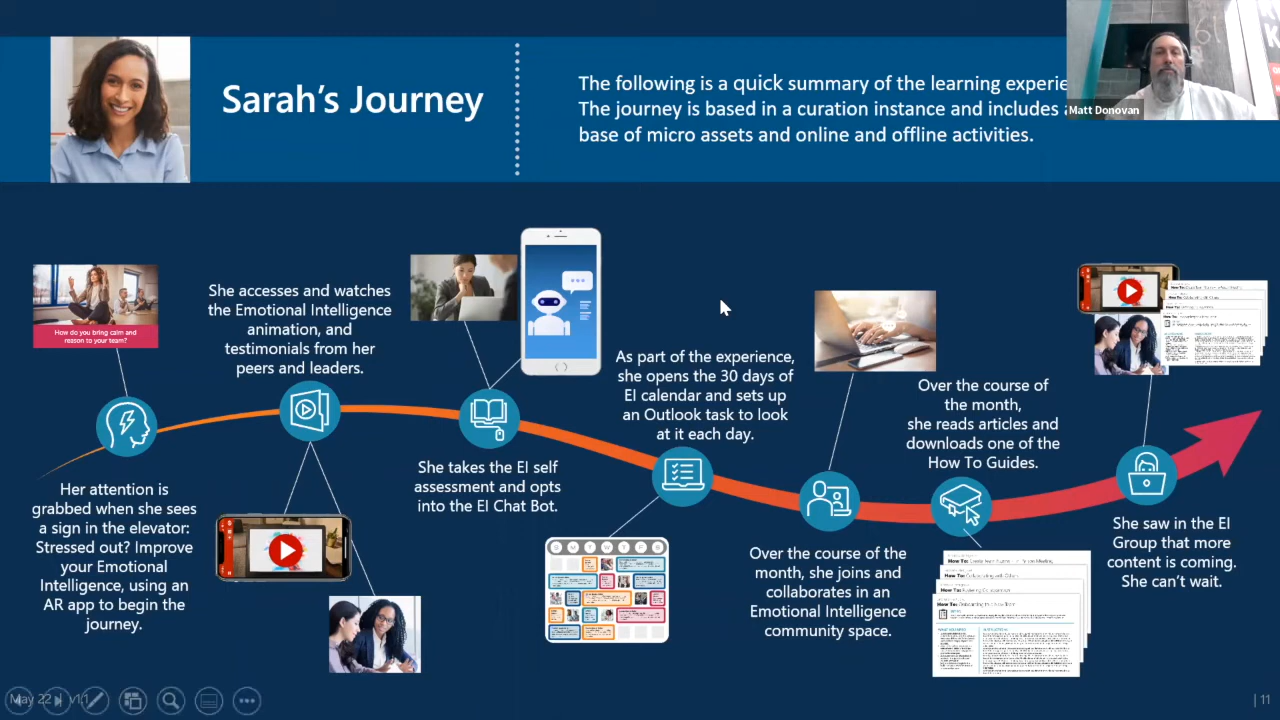 Sarah's Journey
The following is a quick summary of the learning experie
The journey is based in a curation instance and includes
base of micro assets and online and offline activities.
Matt Donovan
How do you bring calm and
reason to your team?
Her attention is
grabbed when she sees
a sign in the elevator:
Stressed out? Improve
your Emotional
Intelligence, using an
AR app to begin the
journey.
She accesses and watches
the Emotional Intelligence
animation, and
testimonials from her
peers and leaders.
She takes the EI self
assessment and opts
into the EI Chat Bot.
As part of the experience,
she opens the 30 days of
EI calendar and sets up
an Outlook task to look
at it each day.
S M T W T F S
Over the course of the
month, she joins and
collaborates in an
Emotional Intelligence
community space.
Over the course of
the month,
she reads articles and
downloads one of the
How To Guides.
She saw in the EI
Group that more
content is coming.
She can't wait.
May 22 | v1.1
| 11